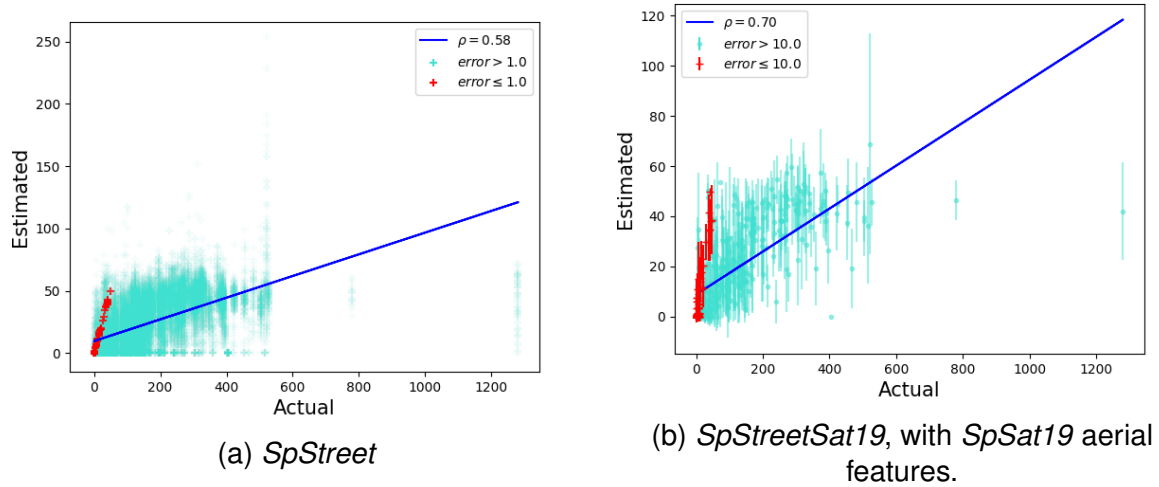 250
200
150
100
50
0
Estimated
ρ = 0.58
error > 1.0
error ≤ 1.0
0 200 400 600 800 1000 1200
Actual
(a) SpStreet
120
100
80
60
40
20
0
Estimated
ρ = 0.70
error > 10.0
error ≤ 10.0
0 200 400 600 800 1000 1200
Actual
(b) SpStreetSat19, with SpSat19 aerial
features.